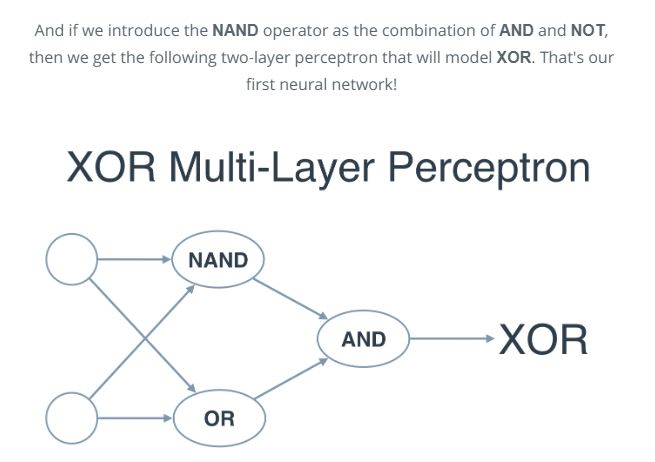 And if we introduce the NAND operator as the combination of AND and NOT,
then we get the following two-layer perceptron that will model XOR. That's our
first neural network!
XOR Multi-Layer Perceptron
NAND
AND
XOR
OR